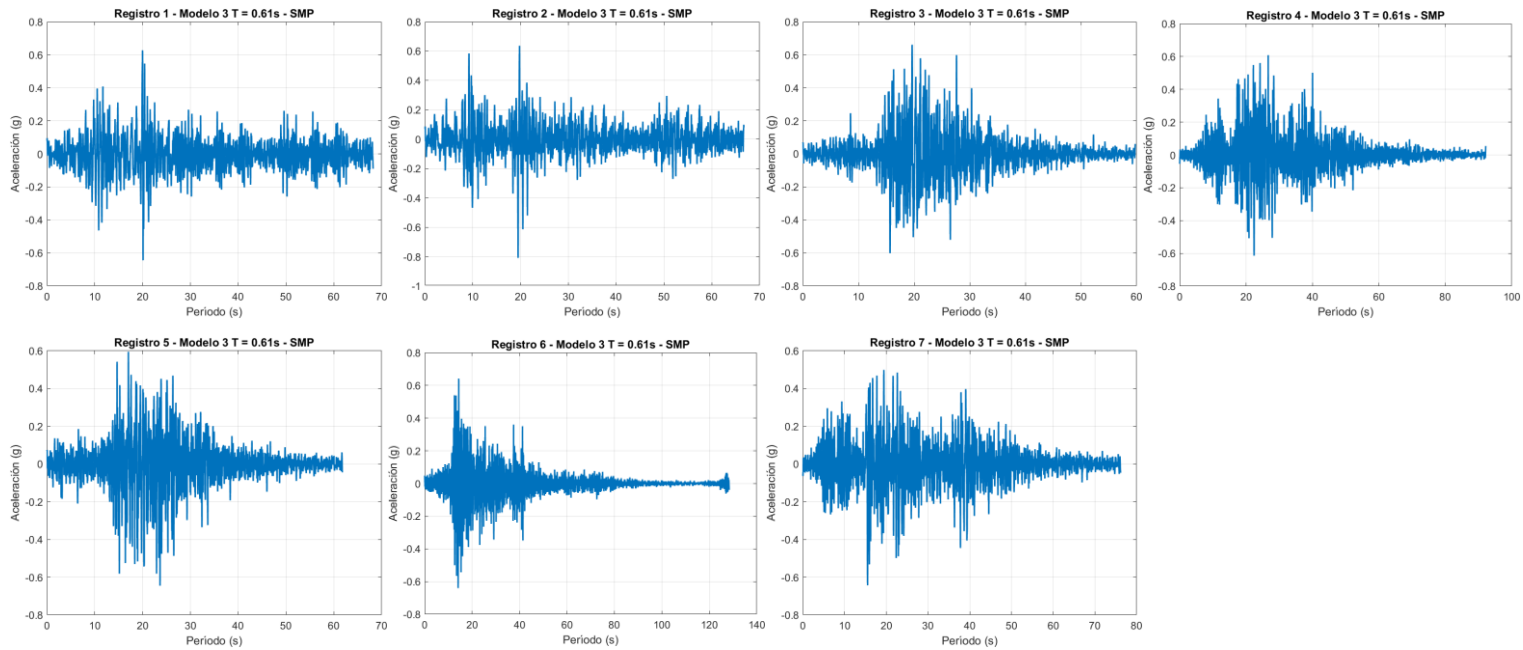 Registro 1 - Modelo 3 T = 0.61s - SMP
0.8
0.6
0.4
0.2
0
-0.2
-0.4
-0.6
-0.8
Aceleración (g)
0 10 20 30 40 50 60 70
Periodo (s)
Registro 2 - Modelo 3 T = 0.61s - SMP
0.8
0.6
0.4
0.2
0
-0.2
-0.4
-0.6
-0.8
-1
Aceleración (g)
0 10 20 30 40 50 60 70
Periodo (s)
Registro 3 - Modelo 3 T = 0.61s - SMP
0.8
0.6
0.4
0.2
0
-0.2
-0.4
-0.6
-0.8
Aceleración (g)
0 10 20 30 40 50 60
Periodo (s)
Registro 4 - Modelo 3 T = 0.61s - SMP
0.8
0.6
0.4
0.2
0
-0.2
-0.4
-0.6
-0.8
Aceleración (g)
0 20 40 60 80 100
Periodo (s)
Registro 5 - Modelo 3 T = 0.61s - SMP
0.6
0.4
0.2
0
-0.2
-0.4
-0.6
-0.8
Aceleración (g)
0 10 20 30 40 50 60 70
Periodo (s)
Registro 6 - Modelo 3 T = 0.61s - SMP
0.8
0.6
0.4
0.2
0
-0.2
-0.4
-0.6
-0.8
Aceleración (g)
0 20 40 60 80 100 120 140
Periodo (s)
Registro 7 - Modelo 3 T = 0.61s - SMP
0.6
0.4
0.2
0
-0.2
-0.4
-0.6
-0.8
Aceleración (g)
0 10 20 30 40 50 60 70 80
Periodo (s)